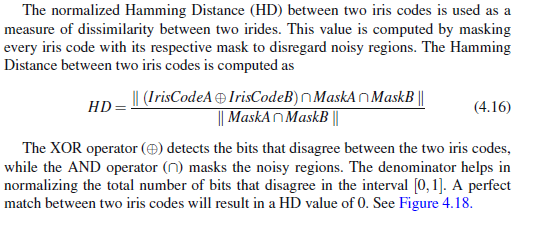 The normalized Hamming Distance (HD) between two iris codes is used as a
measure of dissimilarity between two irides. This value is computed by masking
every iris code with its respective mask to disregard noisy regions. The Hamming
Distance between two iris codes is computed as
HD = ‖ (IrisCodeA ⊕ IrisCodeB) ∩ MaskA ∩ MaskB ‖ / ‖ MaskA ∩ MaskB ‖ (4.16)
The XOR operator (⊕) detects the bits that disagree between the two iris codes,
while the AND operator (∩) masks the noisy regions. The denominator helps in
normalizing the total number of bits that disagree in the interval [0,1]. A perfect
match between two iris codes will result in a HD value of 0. See Figure 4.18.